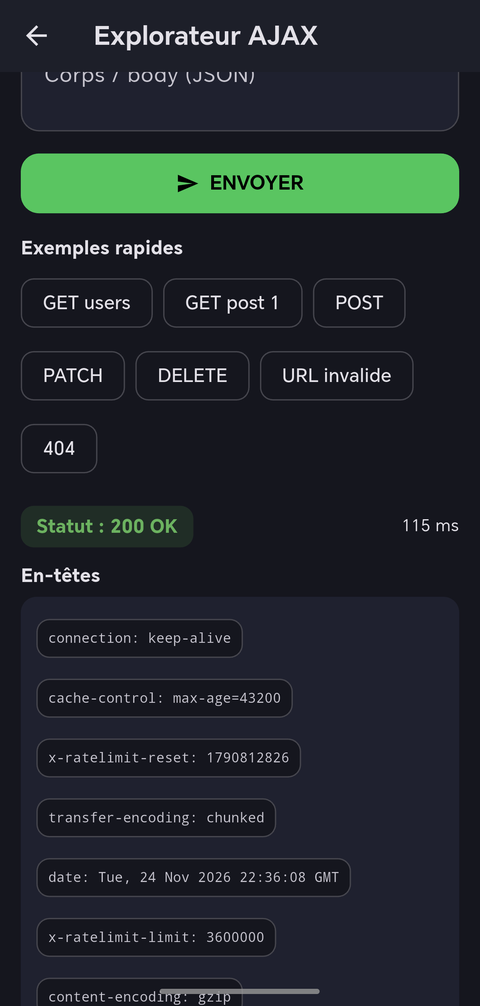 Explorateur AJAX
Corps / body (JSON)
ENVOYER
Exemples rapides
GET users
GET post 1
POST
PATCH
DELETE
URL invalide
404
Statut : 200 OK
115 ms
En-têtes
connection: keep-alive
cache-control: max-age=43200
x-ratelimit-reset: 1790812826
transfer-encoding: chunked
date: Tue, 24 Nov 2026 22:36:08 GMT
x-ratelimit-limit: 3600000
content-encoding: gzip